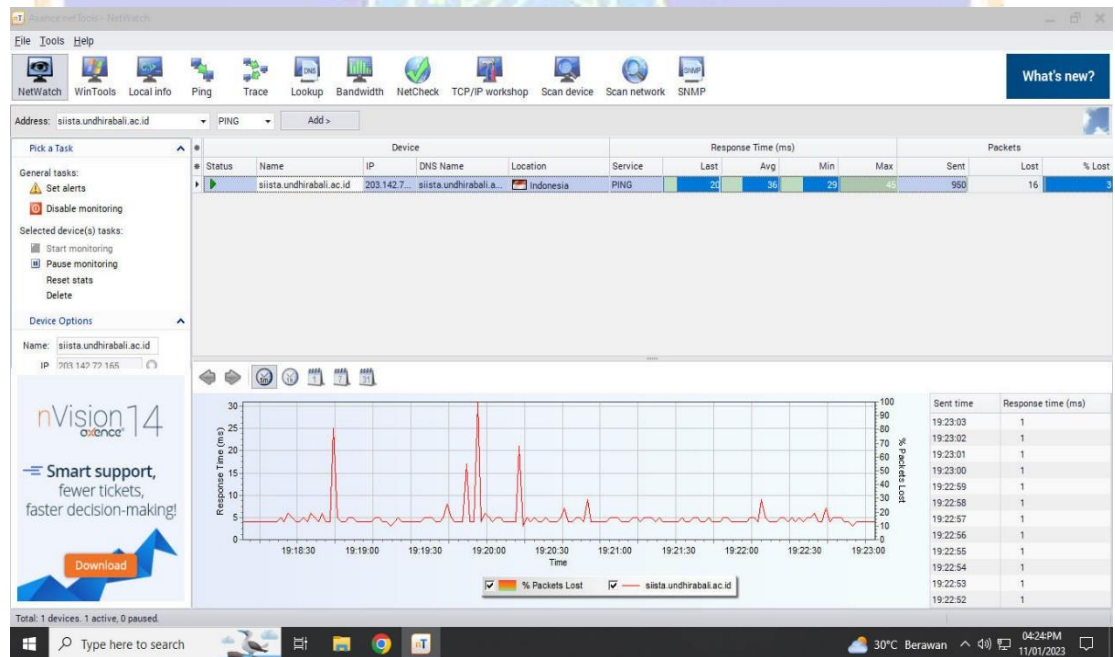 Axence netTools - NetWatch
File Tools Help
NetWatch WinTools Local info Ping Trace Lookup Bandwidth NetCheck TCP/IP workshop Scan device Scan network SNMP
What's new?
Address: siista.undhirabali.ac.id PING Add >
Pick a Task
General tasks:
Set alerts
Disable monitoring
Selected device(s) tasks:
Start monitoring
Pause monitoring
Reset stats
Delete
Device Options
Name: siista.undhirabali.ac.id
IP 203.142.72.165
Device Response Time (ms) Packets
Status Name IP DNS Name Location Service Last Avg Min Max Sent Lost % Lost
siista.undhirabali.ac.id 203.142.7... siista.undhirabali.a... Indonesia PING 20 36 29 45 950 16 3
nVision 14
axence
Smart support,
fewer tickets,
faster decision-making!
Download
Response Time (ms)
30
25
20
15
10
5
0
100
90
80
70
60
50
40
30
20
10
0
% Packets Lost
19:18:30 19:19:00 19:19:30 19:20:00 19:20:30 19:21:00 19:21:30 19:22:00 19:22:30 19:23:00
Time
% Packets Lost siista.undhirabali.ac.id
Sent time Response time (ms)
19:23:03 1
19:23:02 1
19:23:01 1
19:23:00 1
19:22:59 1
19:22:58 1
19:22:57 1
19:22:56 1
19:22:55 1
19:22:54 1
19:22:53 1
19:22:52 1
Total: 1 devices. 1 active, 0 paused.
Type here to search
nT
30°C Berawan
04:24PM
11/01/2023